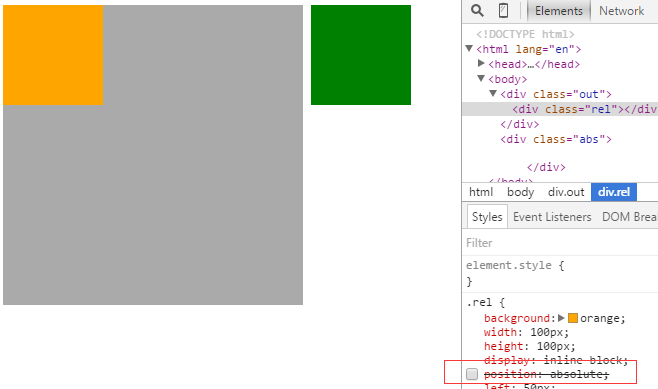 Elements Network
<!DOCTYPE html>
<html lang="en">
<head>…</head>
<body>
<div class="out">
<div class="rel"></div
</div>
<div class="abs">
</div>
</body>
html body div.out div.rel
Styles Event Listeners DOM Brea
Filter
element.style {
}
.rel {
background: orange;
width: 100px;
height: 100px;
display: inline-block;
position: absolute;
left: 50px;